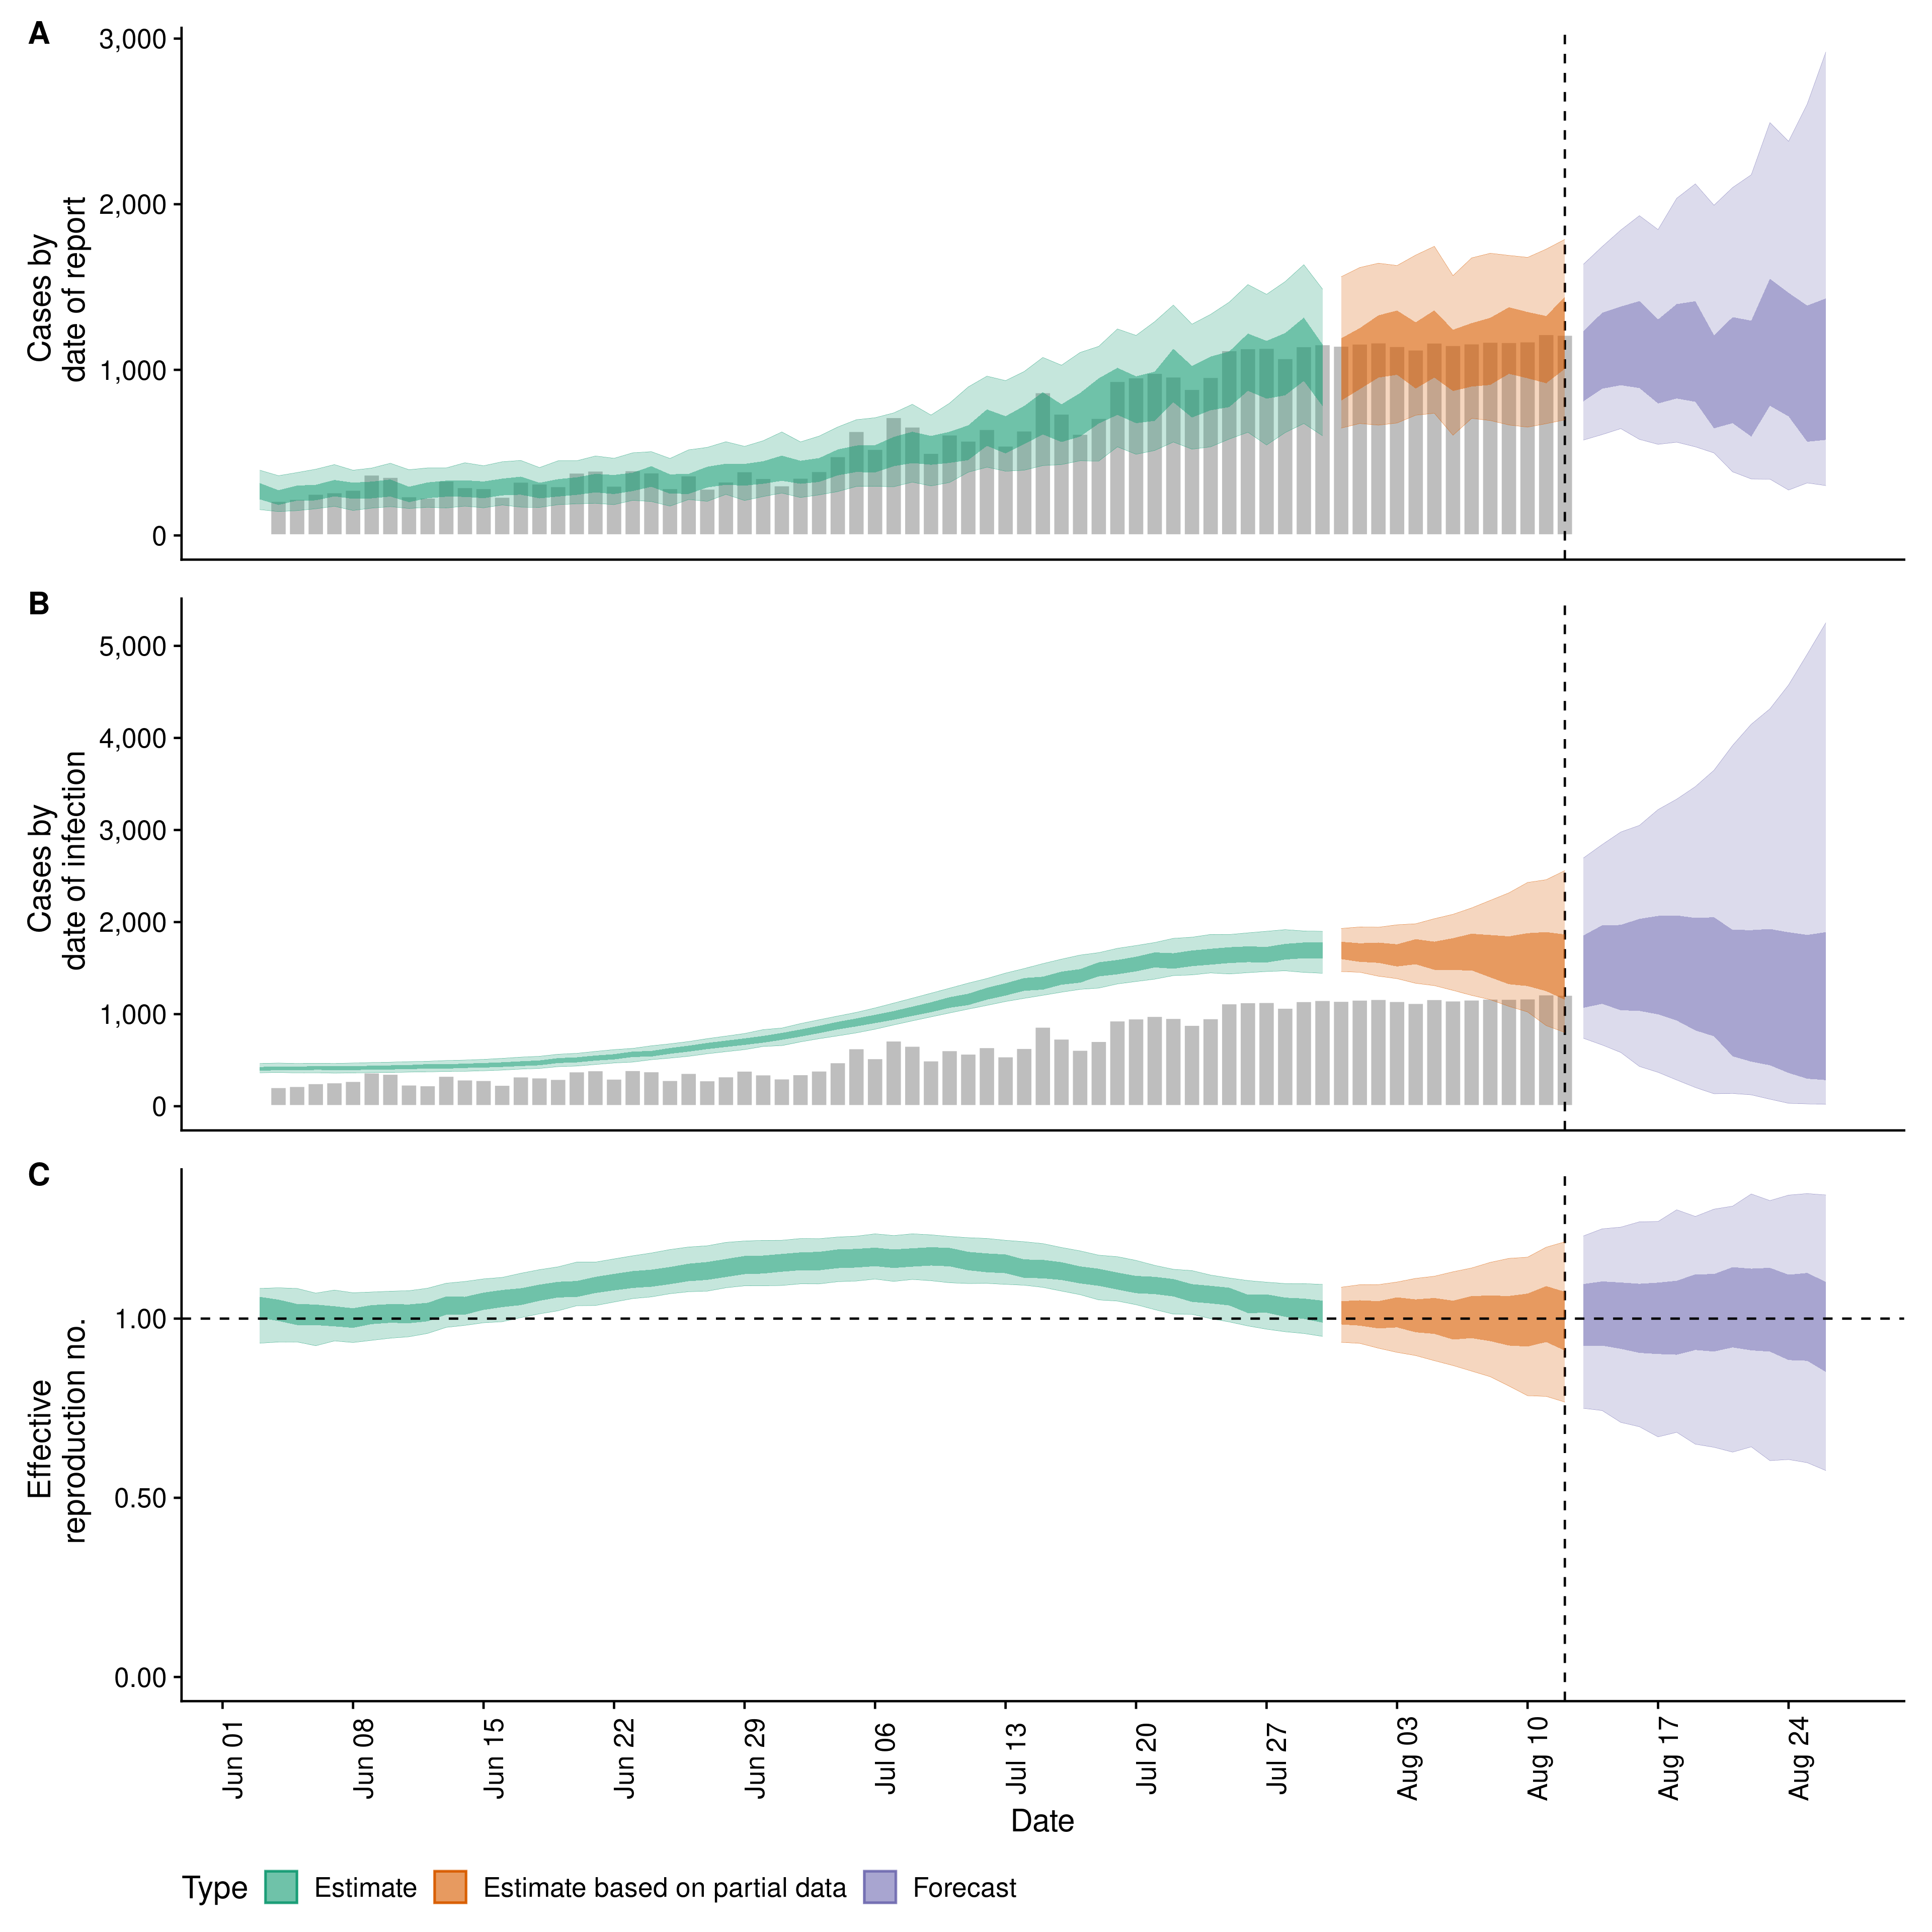 A
3,000
2,000
1,000
0
Cases by
date of report
B
5,000
4,000
3,000
2,000
1,000
0
Cases by
date of infection
C
1.00
0.50
0.00
Effective
reproduction no.
Jun 01
Jun 08
Jun 15
Jun 22
Jun 29
Jul 06
Jul 13
Jul 20
Jul 27
Aug 03
Aug 10
Aug 17
Aug 24
Date
Type Estimate Estimate based on partial data Forecast